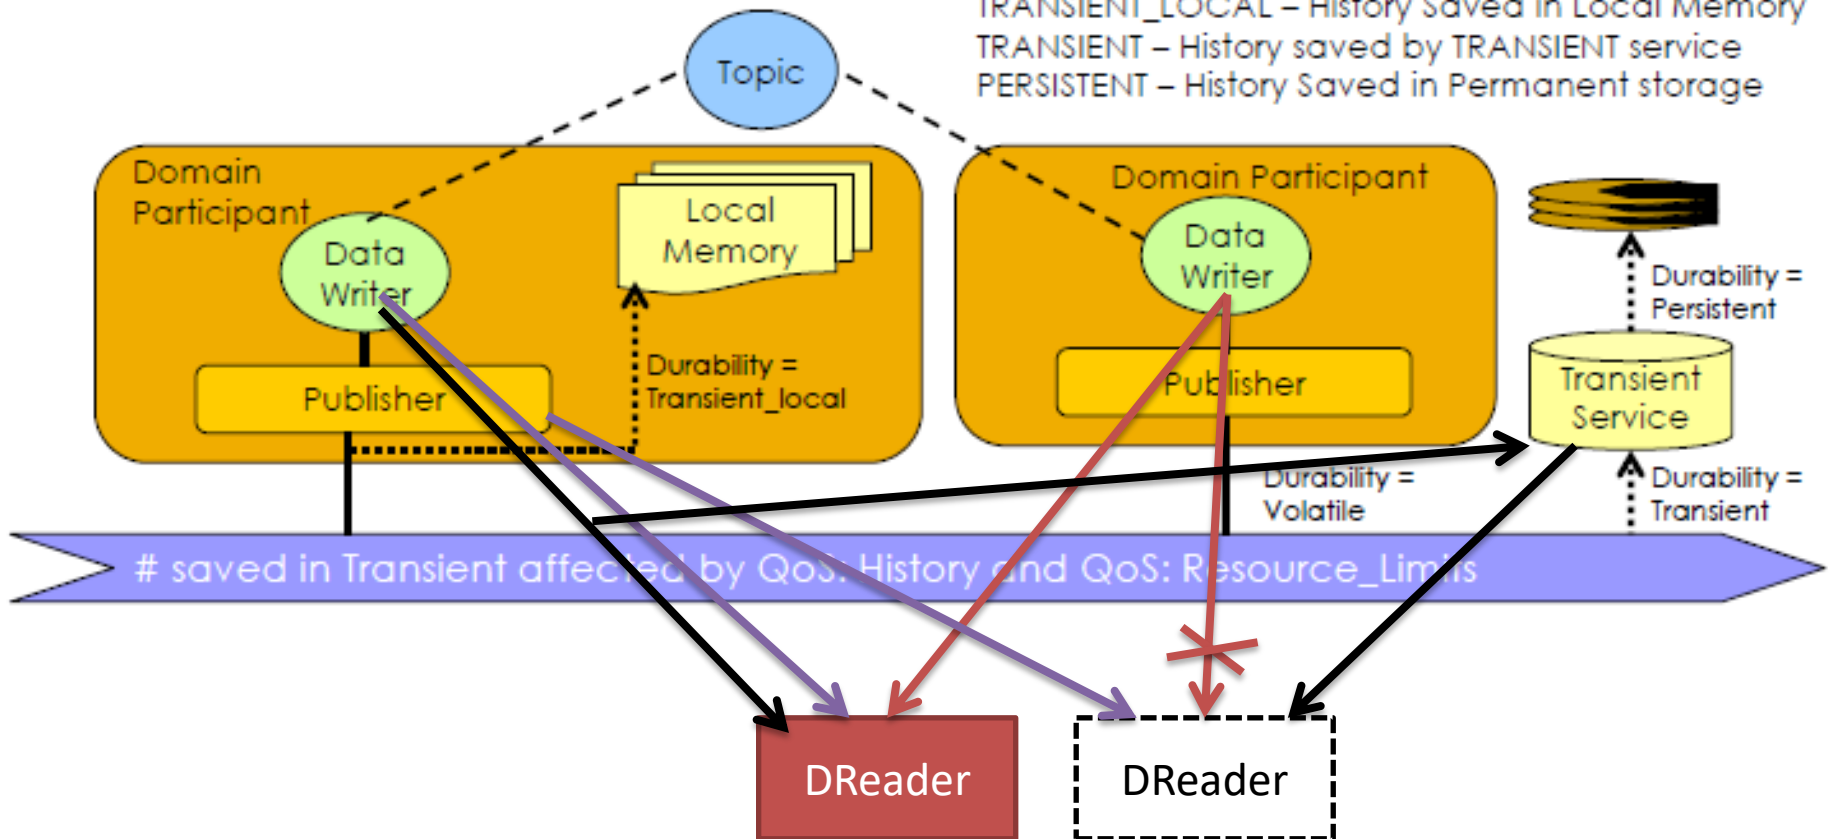 TRANSIENT_LOCAL – History Saved in Local Memory
TRANSIENT – History saved by TRANSIENT service
PERSISTENT – History Saved in Permanent storage
Topic
Domain
Participant
Data
Writer
Local
Memory
Durability =
Transient_local
Publisher
Domain Participant
Data
Writer
Publisher
Durability =
Volatile
Durability =
Persistent
Transient
Service
Durability =
Transient
# saved in Transient affected by QoS: History and QoS: Resource_Limits
DReader
DReader